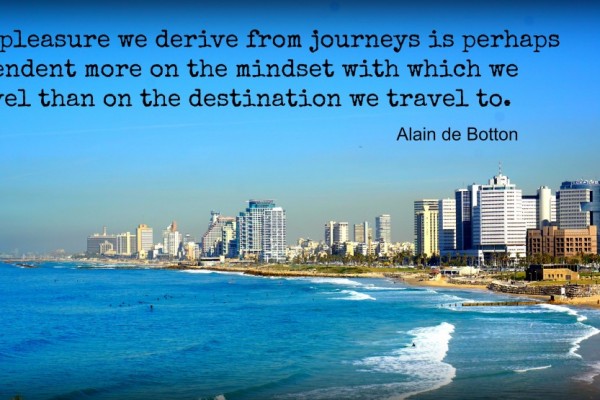 pleasure we derive from journeys is perhaps
endent more on the mindset with which we
vel than on the destination we travel to.
Alain de Botton